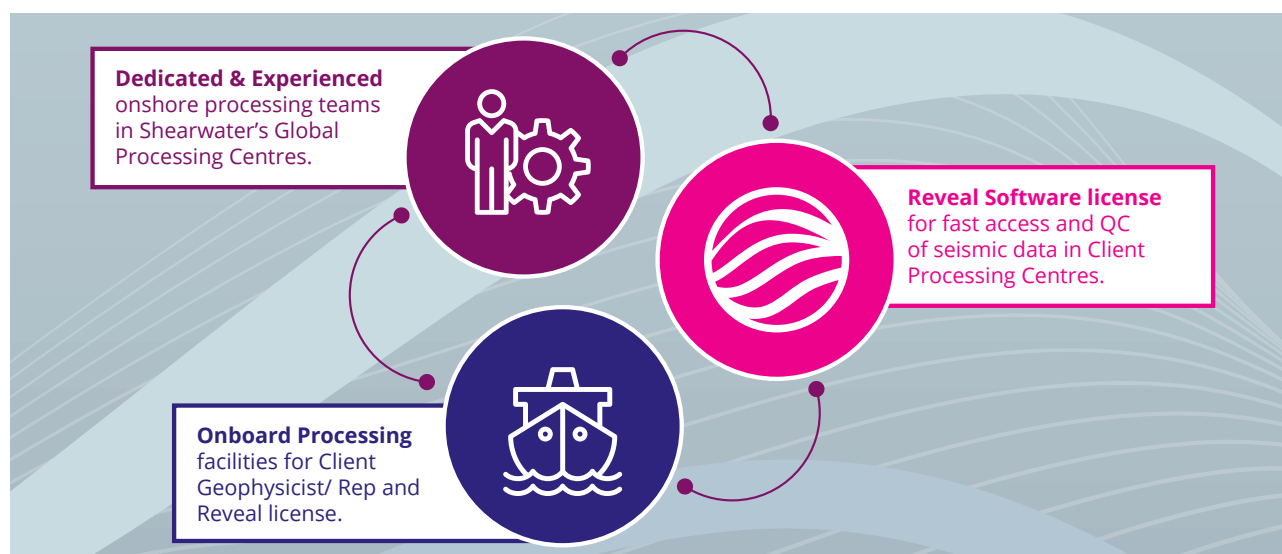 Dedicated & Experienced
onshore processing teams
in Shearwater’s Global
Processing Centres.
Reveal Software license
for fast access and QC
of seismic data in Client
Processing Centres.
Onboard Processing
facilities for Client
Geophysicist/ Rep and
Reveal license.